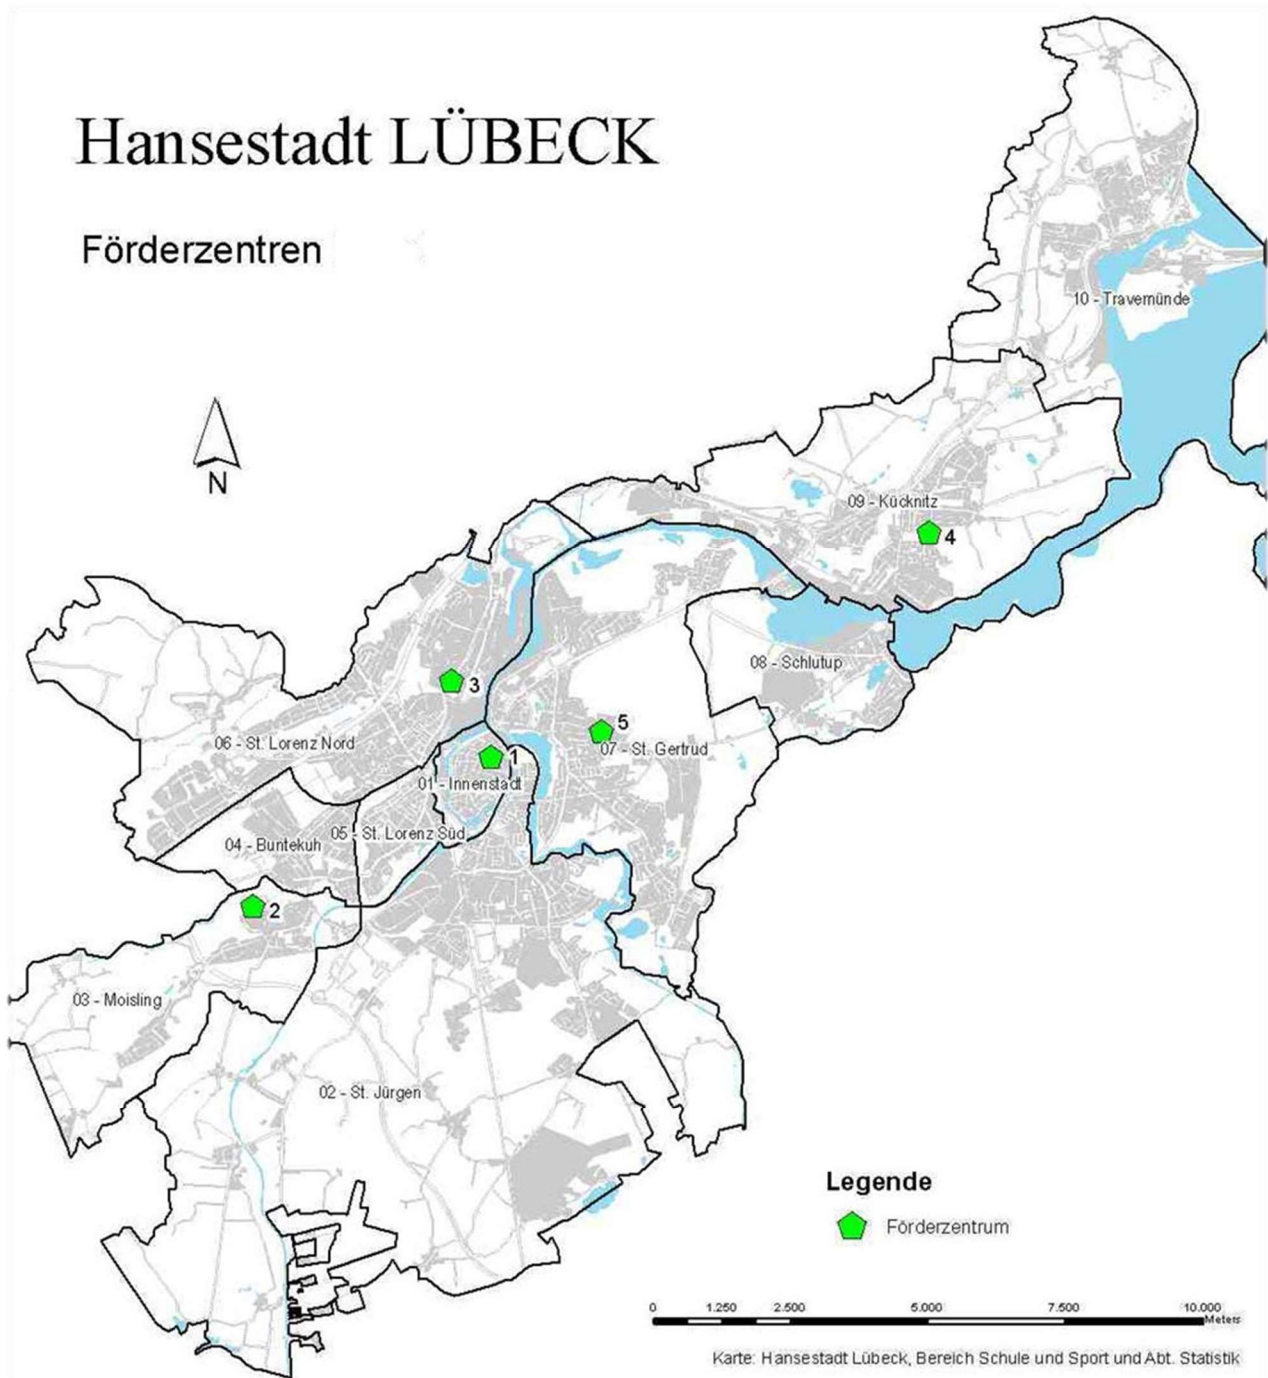 Hansestadt LÜBECK
Förderzentren
10 - Travemünde
N
09 - Kücknitz
4
08 - Schlutup
3
5
06 - St. Lorenz Nord
07 - St. Gertrud
1
01 - Innenstadt
05 - St. Lorenz Süd
04 - Buntekuh
2
03 - Moisling
02 - St. Jürgen
Legende
Förderzentrum
0 1.250 2.500 5.000 7.500 10.000
Meters
Karte: Hansestadt Lübeck, Bereich Schule und Sport und Abt. Statistik